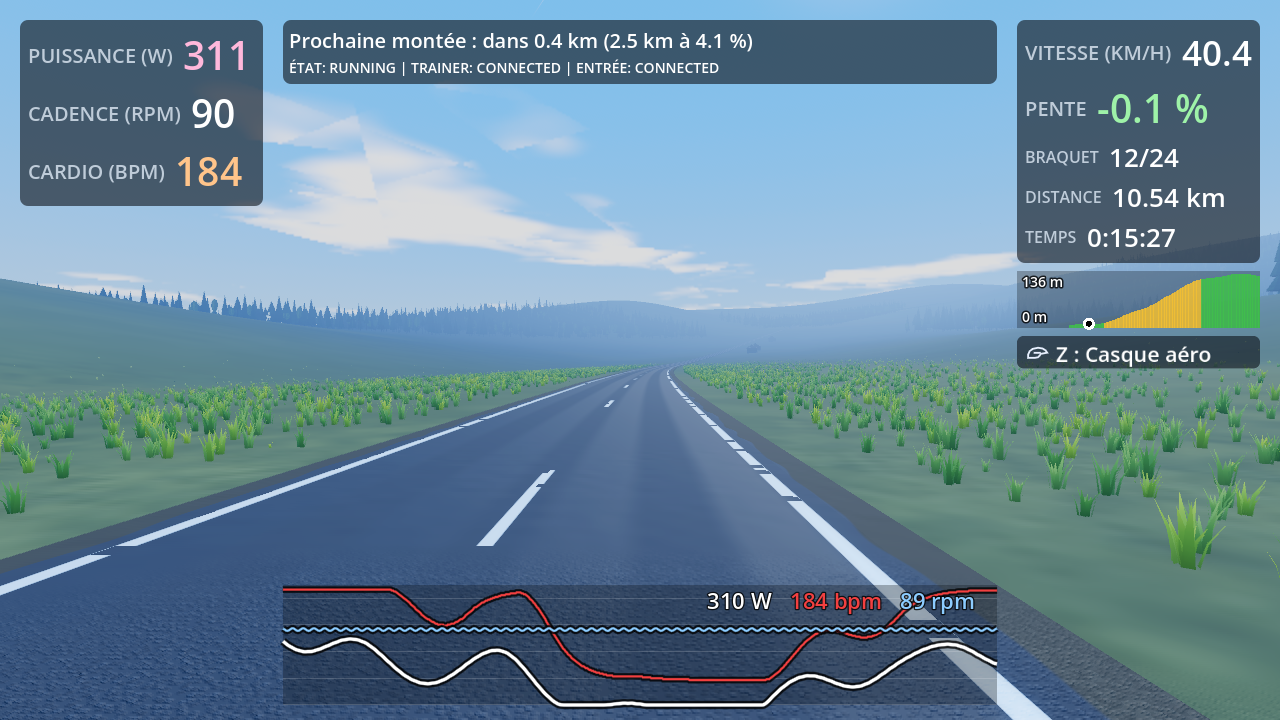 PUISSANCE (W) 311
CADENCE (RPM) 90
CARDIO (BPM) 184
Prochaine montée : dans 0.4 km (2.5 km à 4.1 %)
ÉTAT: RUNNING | TRAINER: CONNECTED | ENTRÉE: CONNECTED
VITESSE (KM/H) 40.4
PENTE -0.1 %
BRAQUET 12/24
DISTANCE 10.54 km
TEMPS 0:15:27
136 m
0 m
Z : Casque aéro
310 W 184 bpm 89 rpm